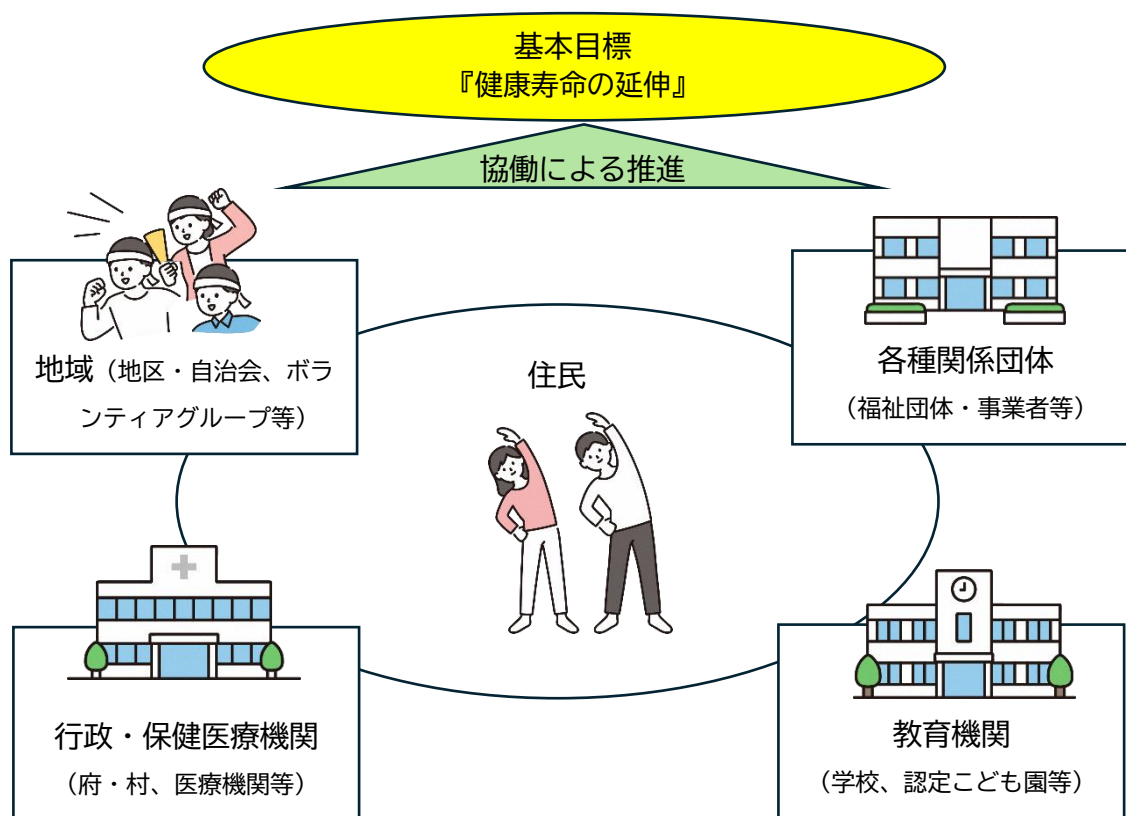 基本目標
『健康寿命の延伸』
協働による推進
地域（地区・自治会、ボラ
ンティアグループ等）
各種関係団体
（福祉団体・事業者等）
住民
行政・保健医療機関
（府・村、医療機関等）
教育機関
（学校、認定こども園等）